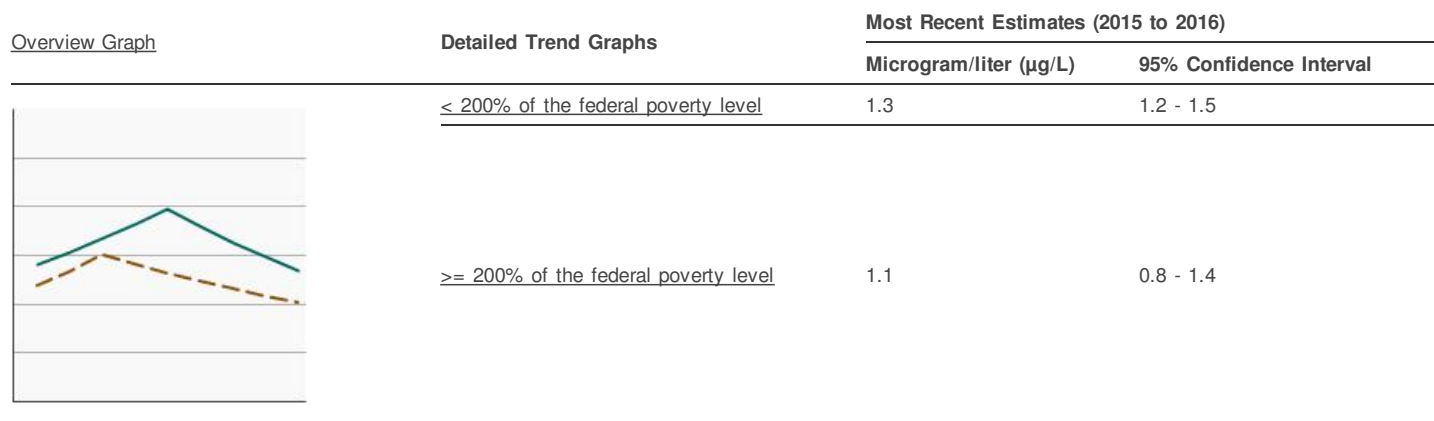 Overview Graph
Detailed Trend Graphs
Most Recent Estimates (2015 to 2016)
Microgram/liter (µg/L)
95% Confidence Interval
< 200% of the federal poverty level
1.3
1.2 - 1.5
>= 200% of the federal poverty level
1.1
0.8 - 1.4